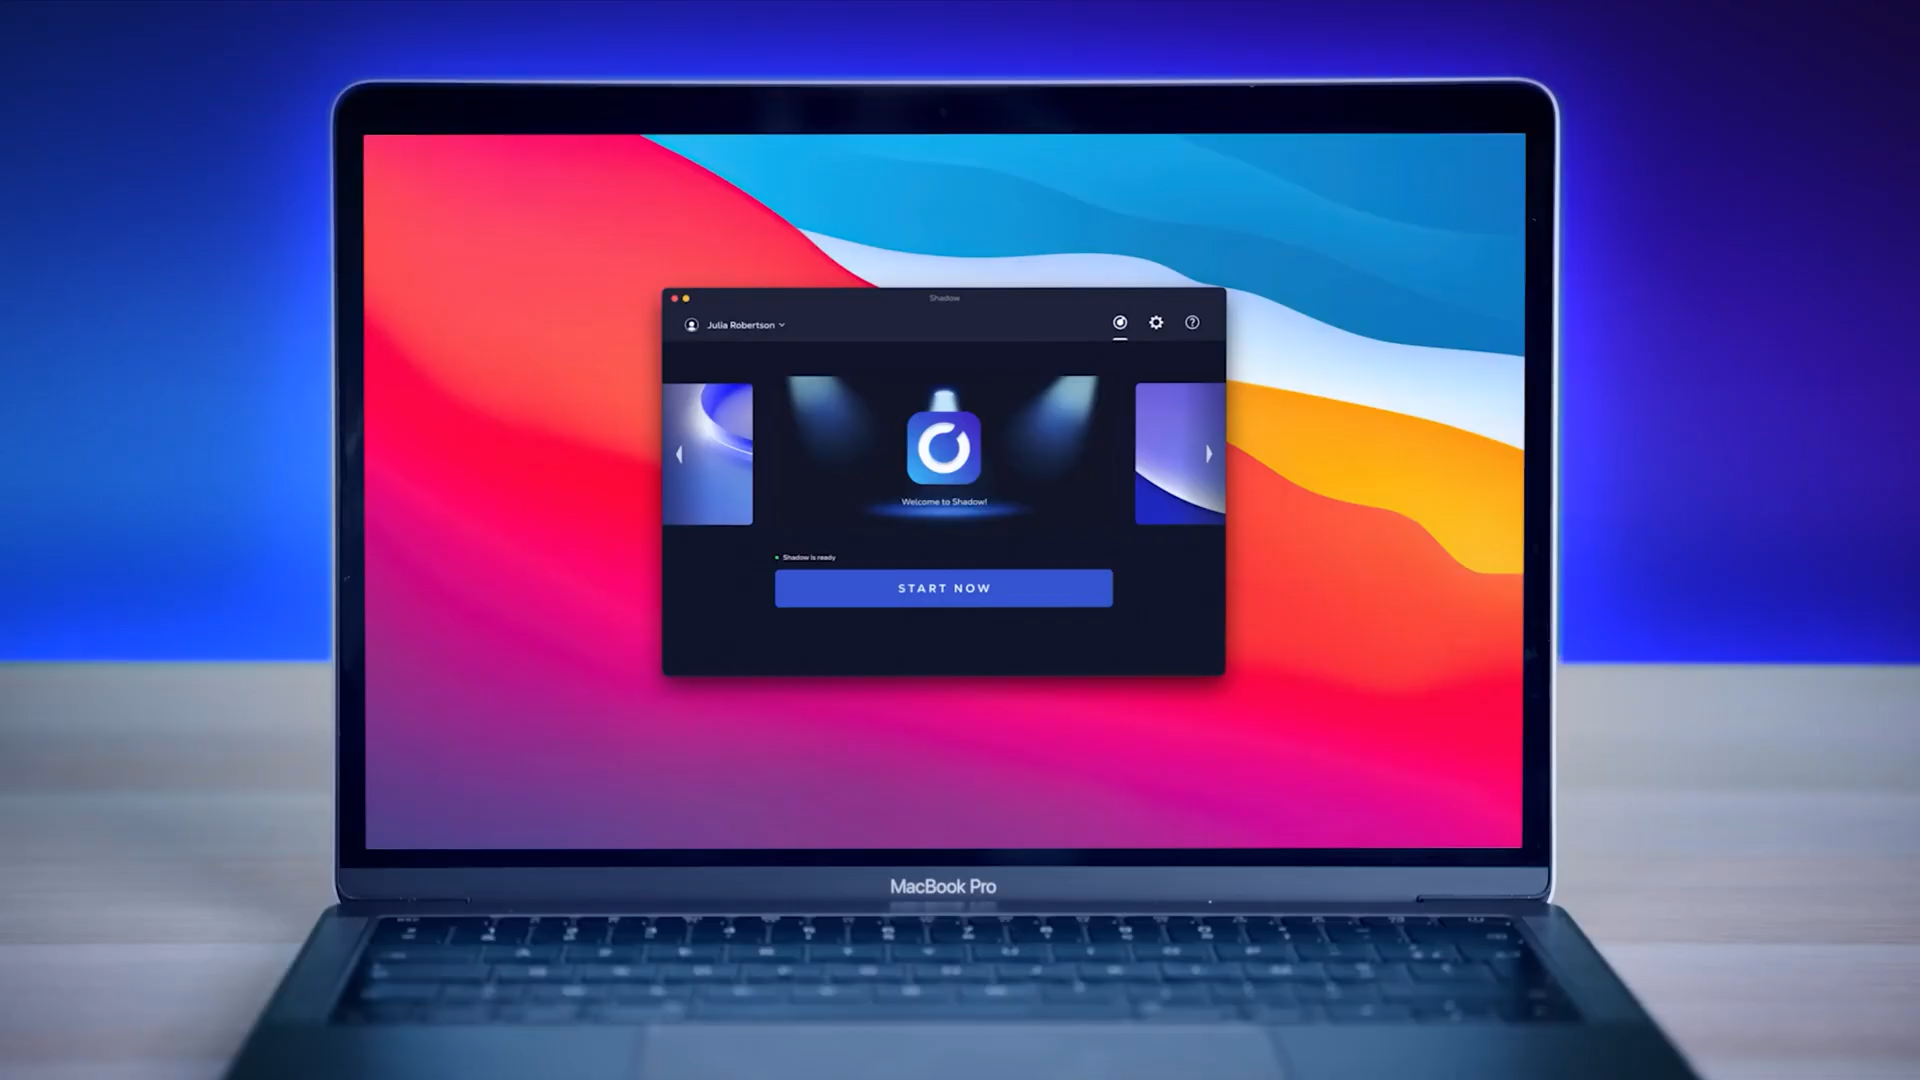 Shadow
Julia Robertson
Welcome to Shadow!
Shadow is ready
START NOW
MacBook Pro